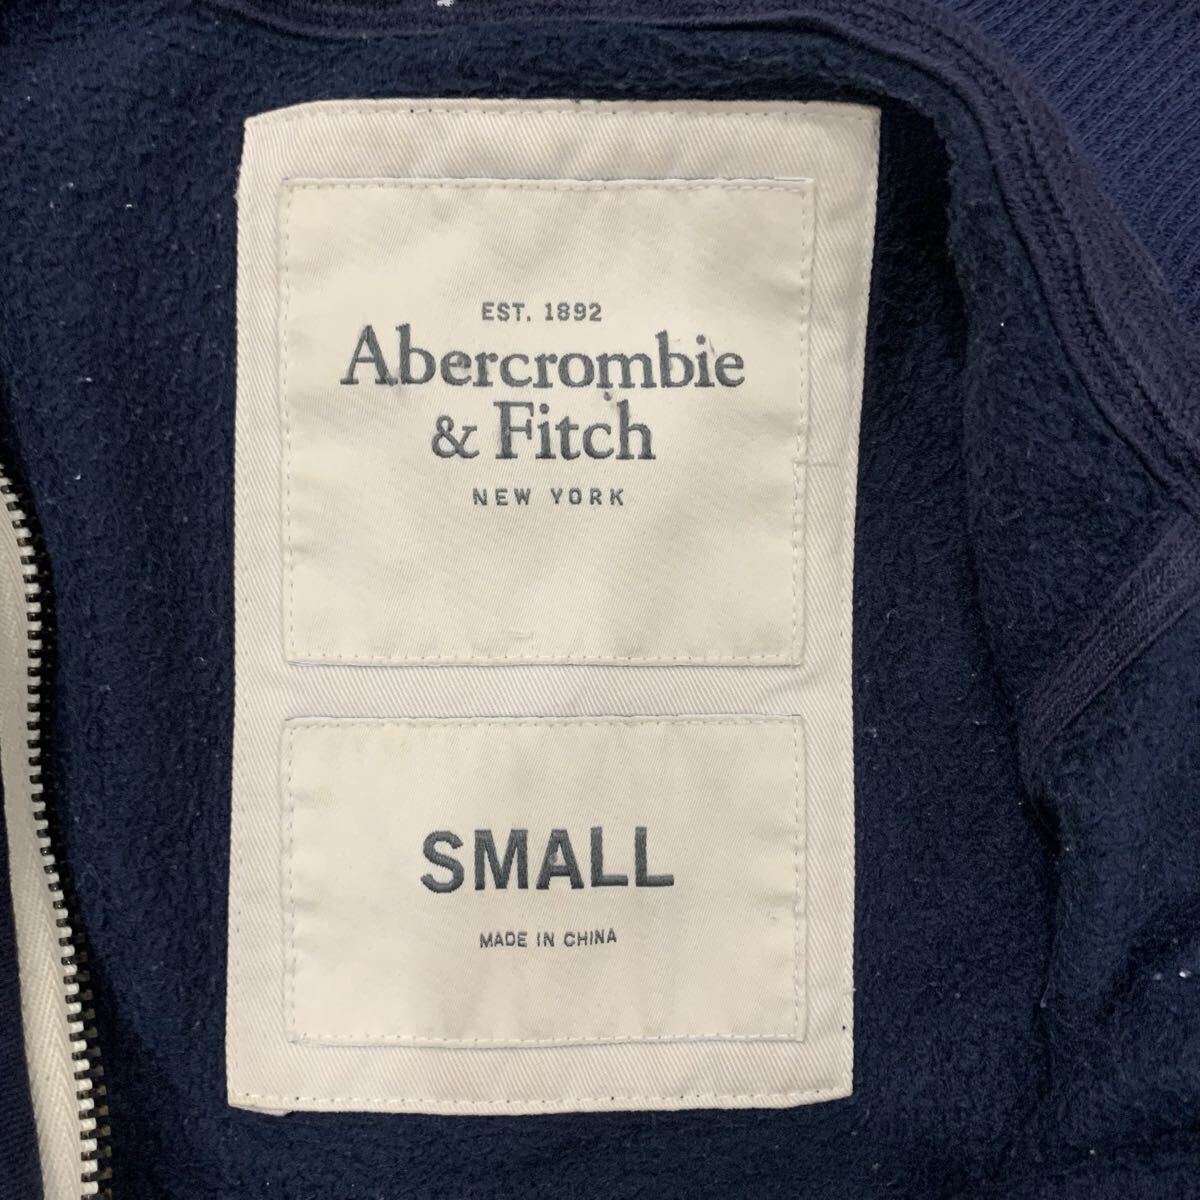 EST. 1892
Abercrombie
& Fitch
NEW YORK
SMALL
MADE IN CHINA